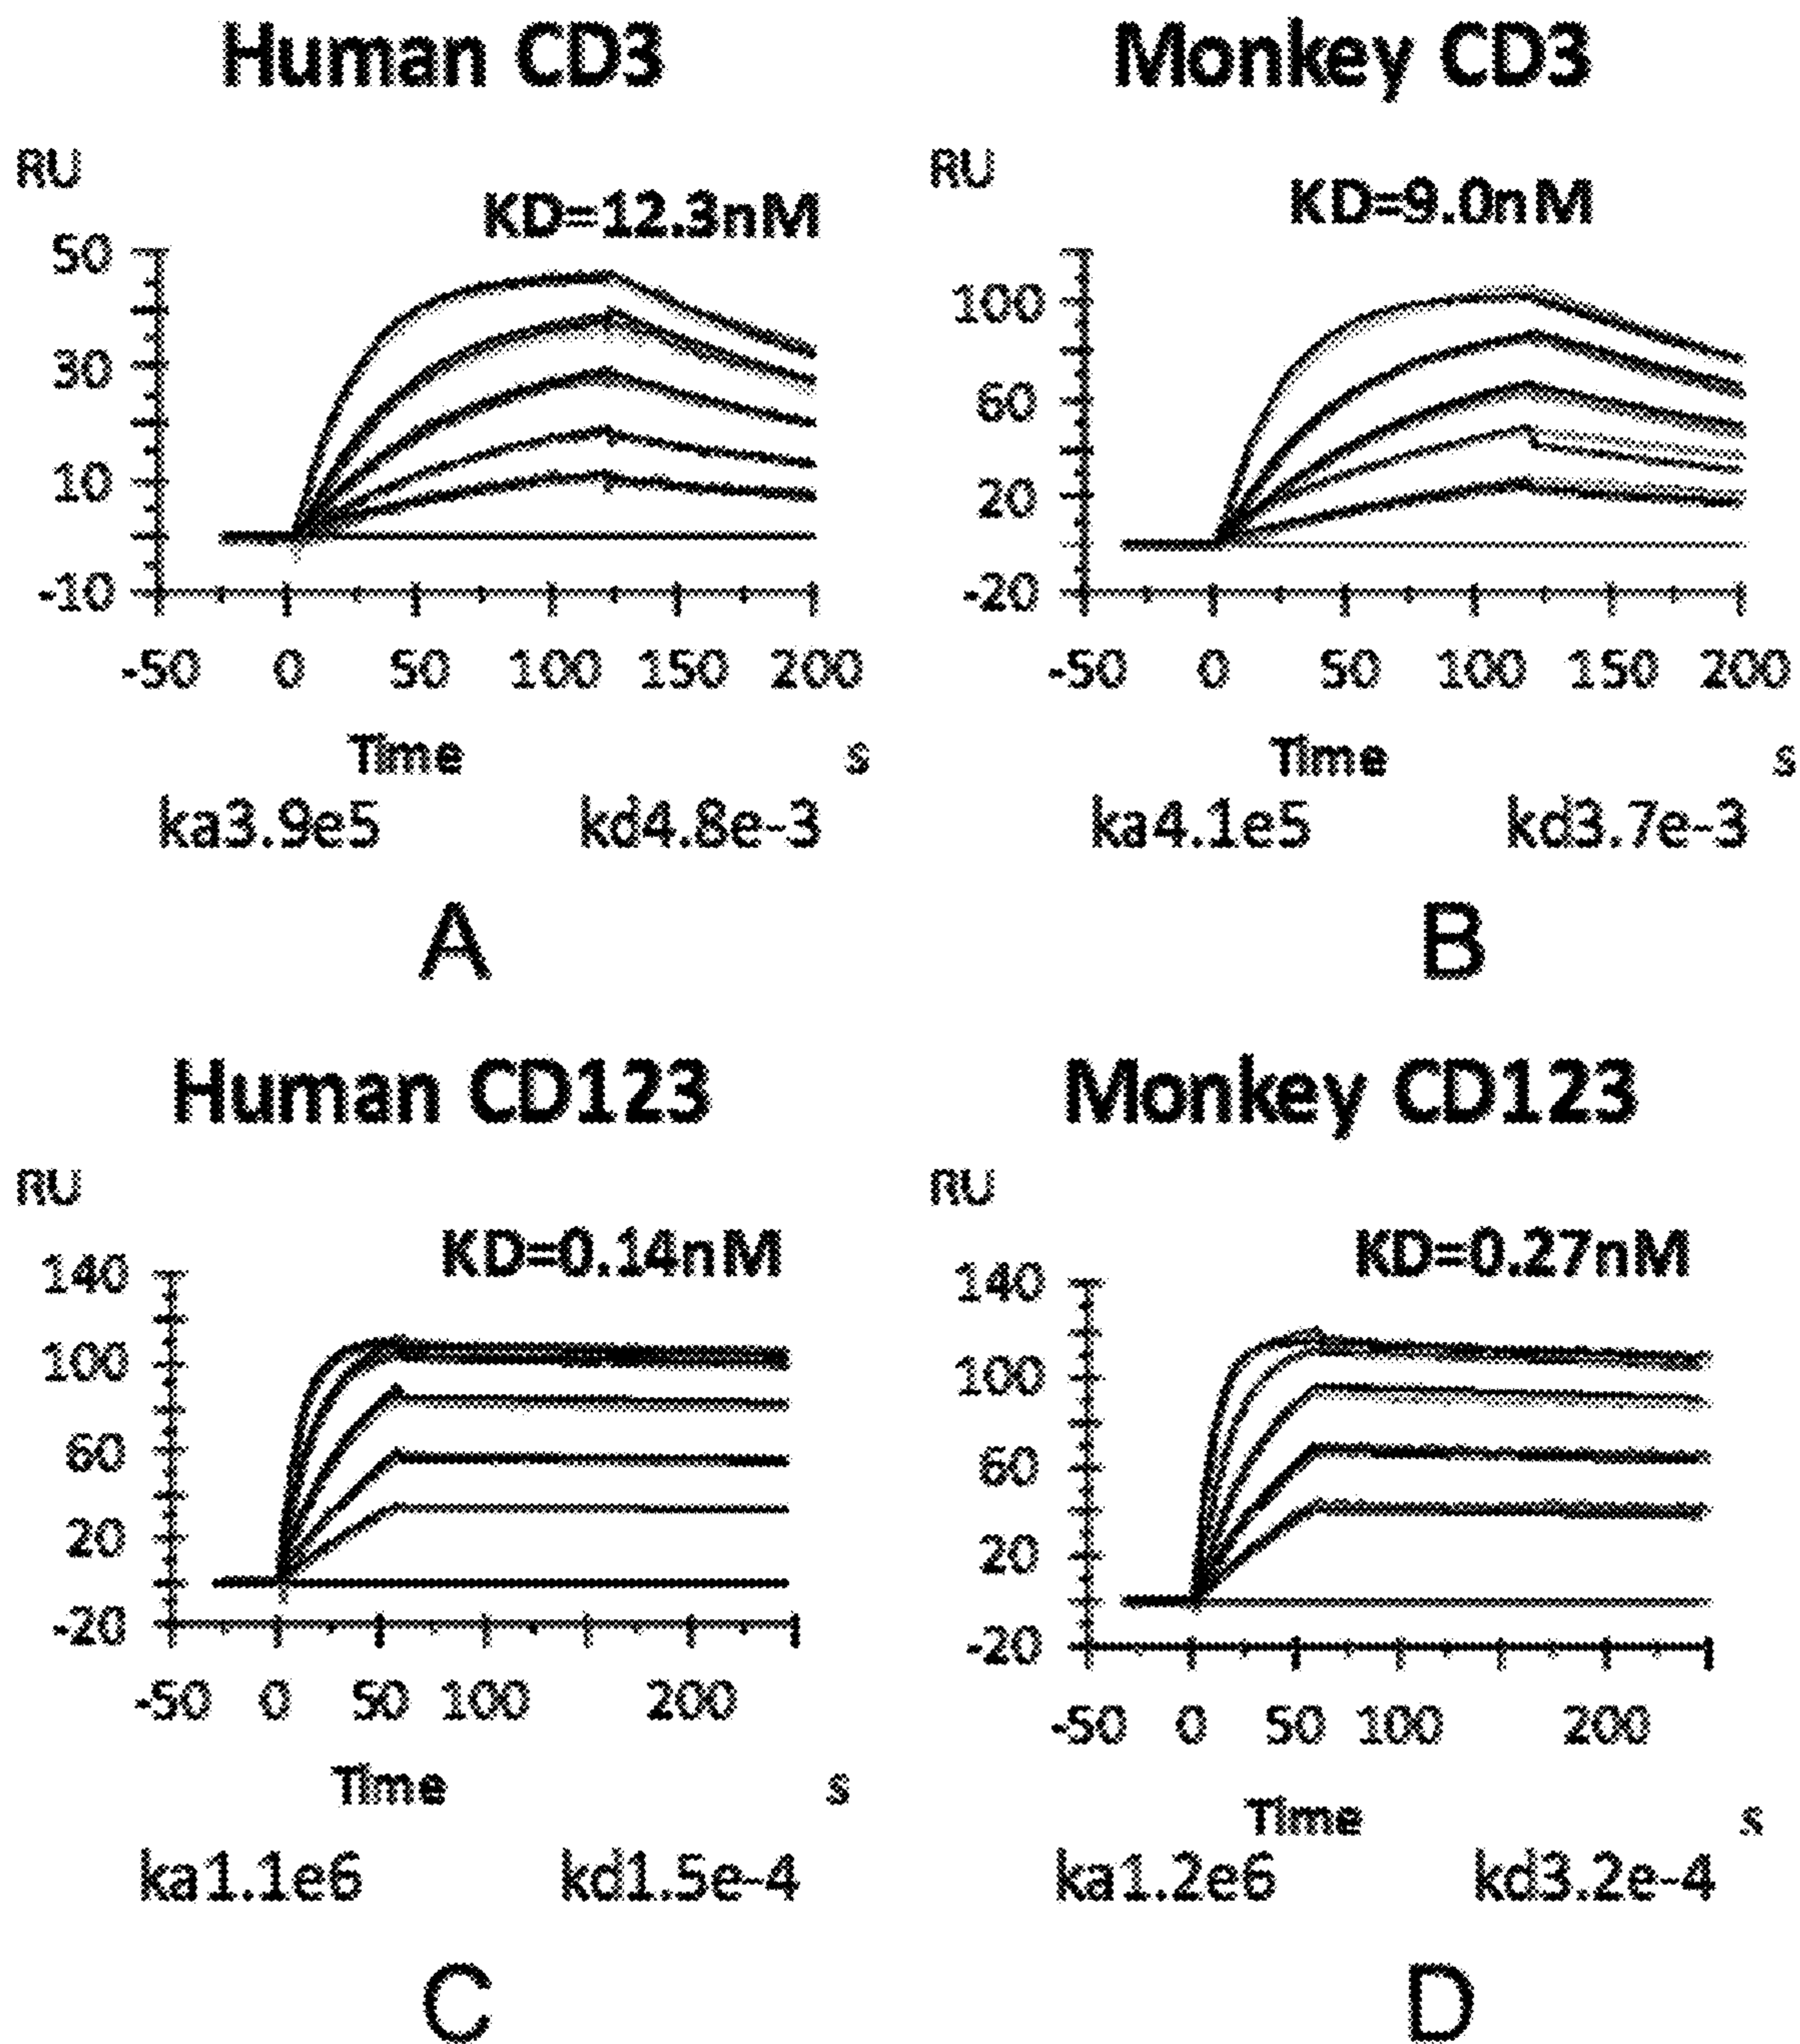 Human CD3
RU
KD=12.3nM
50
30
10
-10
-50 0 50 100 150 200
Time s
ka3.9e5 kd4.8e-3
A
Monkey CD3
RU
KD=9.0nM
100
60
20
-20
-50 0 50 100 150 200
Time s
ka4.1e5 kd3.7e-3
B
Human CD123
RU
KD=0.14nM
140
100
60
20
-20
-50 0 50 100 200
Time s
ka1.1e6 kd1.5e-4
C
Monkey CD123
RU
KD=0.27nM
140
100
60
20
-20
-50 0 50 100 200
Time s
ka1.2e6 kd3.2e-4
D